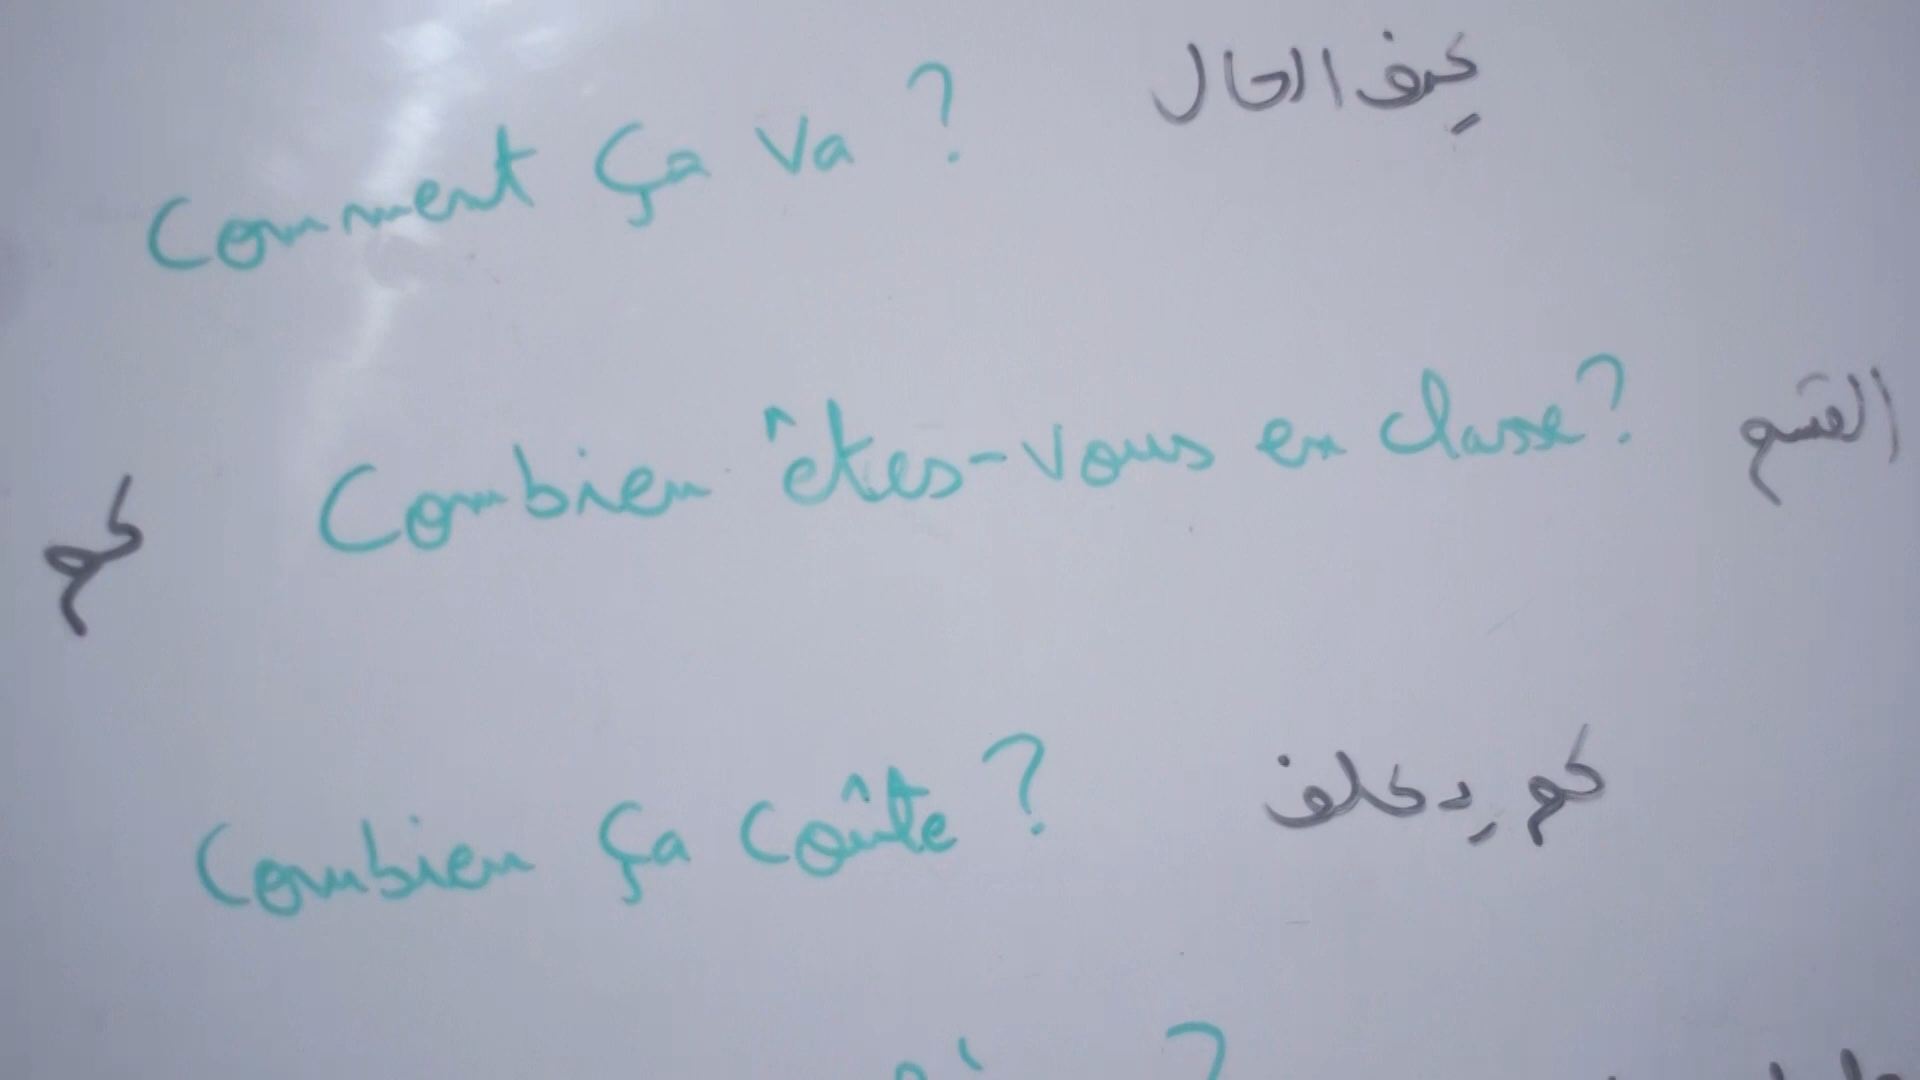 Comment ça va ? كيف الحال
كم Combien êtes-vous en classe ? القسم
Combien ça coûte ? كم يكلف